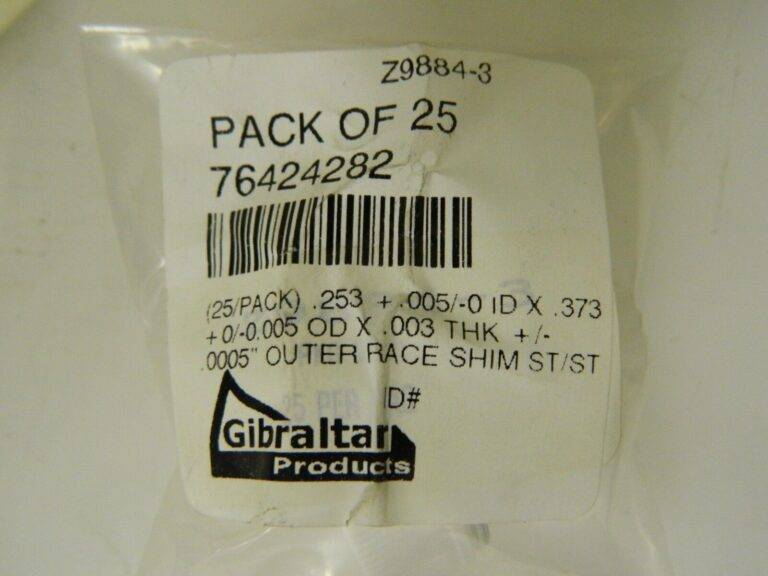 Z9884-3
PACK OF 25
76424282
(25/PACK) .253 +.005/-0 ID X .373
+0/-0.005 OD X .003 THK +/-
.0005" OUTER RACE SHIM ST/ST
ID#
Gibraltar
Products